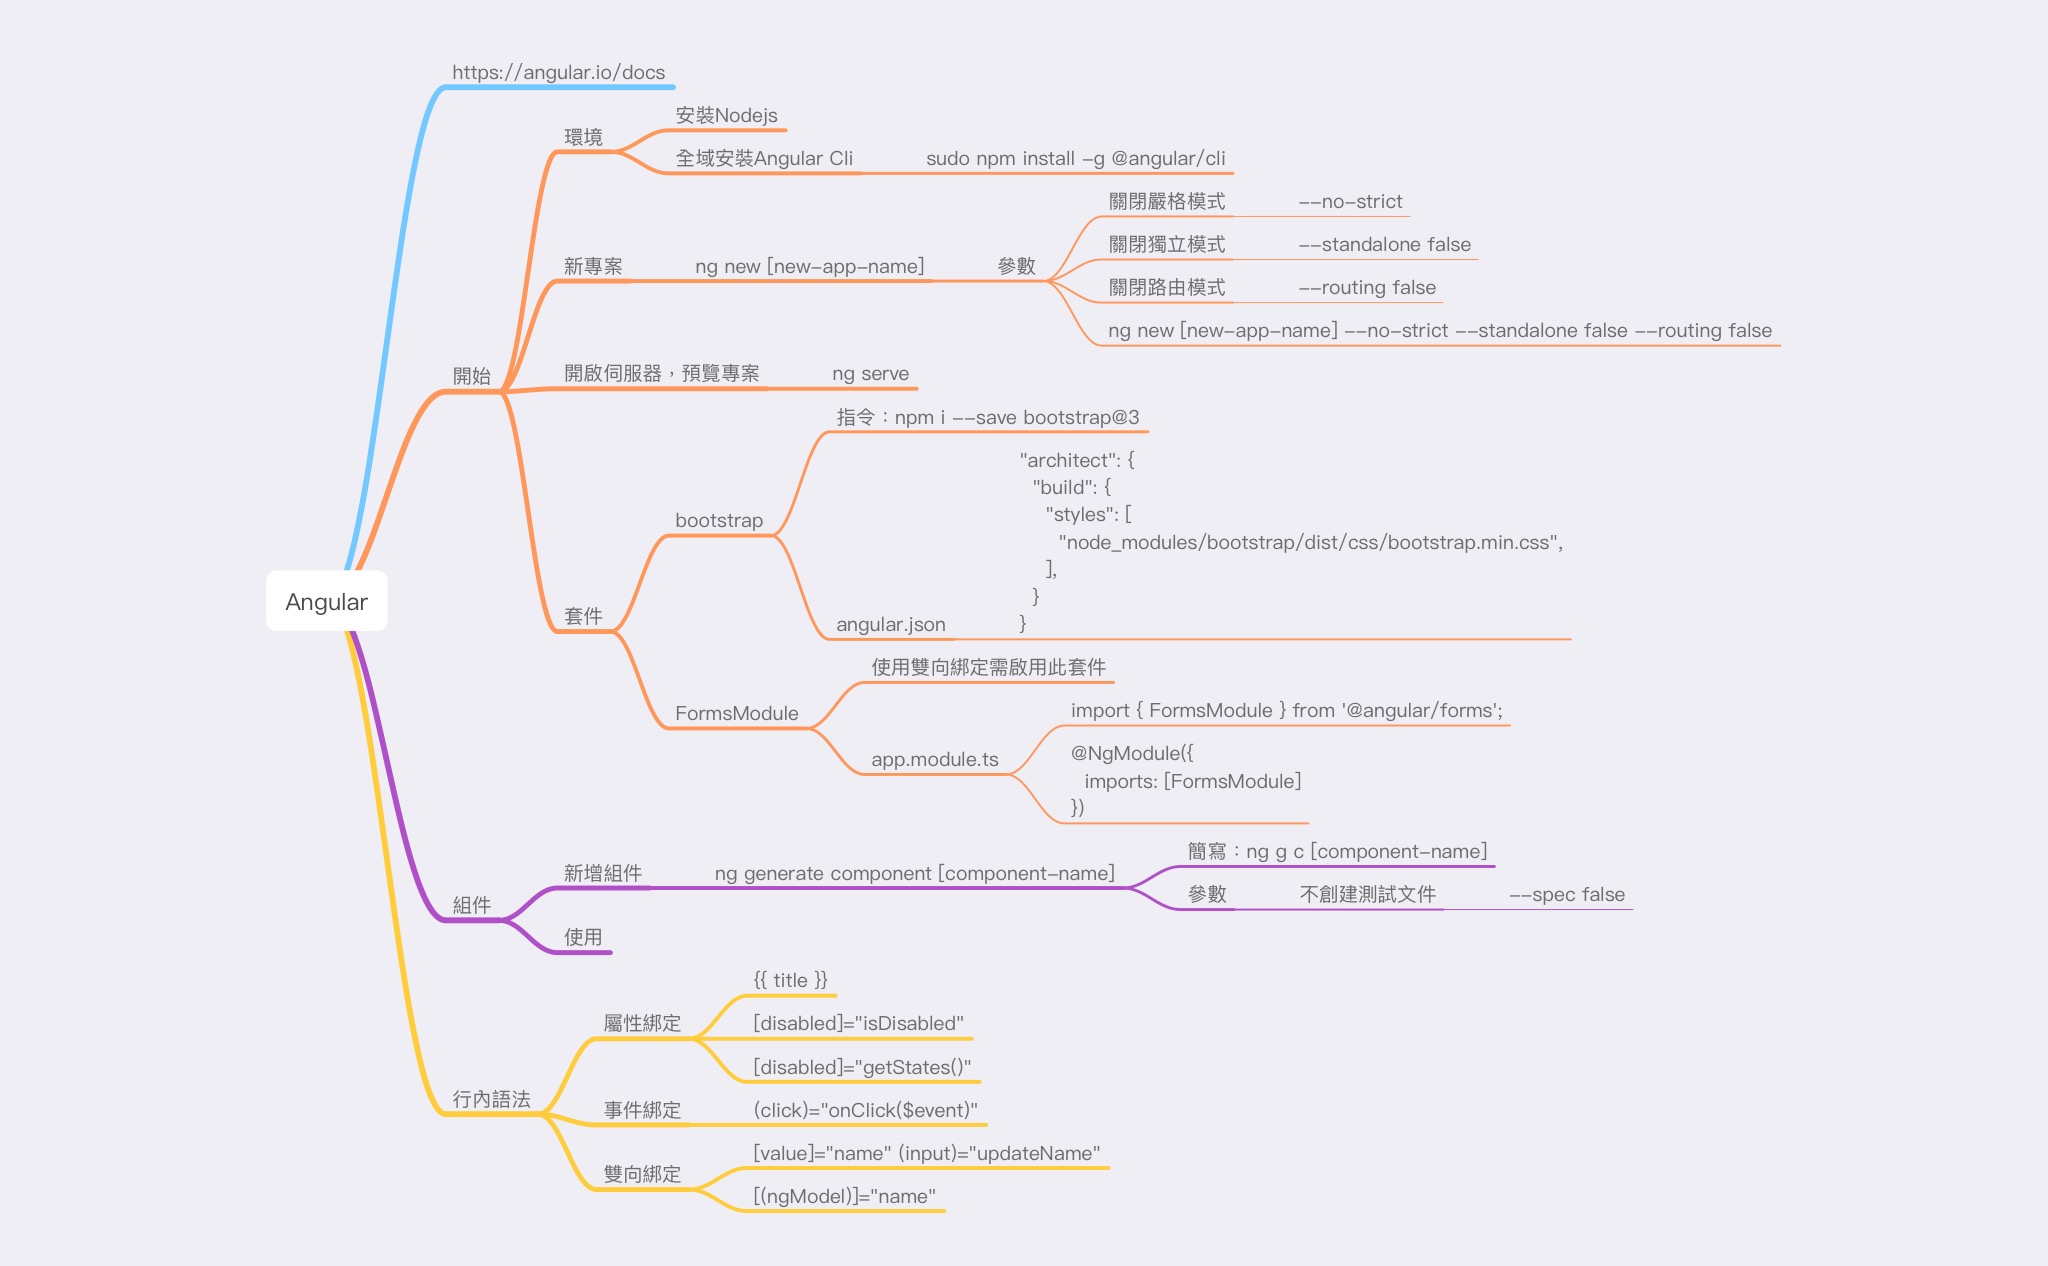 Angular
https://angular.io/docs
開始
環境
安裝Nodejs
全域安裝Angular Cli
sudo npm install -g @angular/cli
新專案
ng new [new-app-name]
參數
關閉嚴格模式
--no-strict
關閉獨立模式
--standalone false
關閉路由模式
--routing false
ng new [new-app-name] --no-strict --standalone false --routing false
開啟伺服器，預覽專案
ng serve
套件
bootstrap
指令：npm i --save bootstrap@3
angular.json
"architect": {
"build": {
"styles": [
"node_modules/bootstrap/dist/css/bootstrap.min.css",
],
}
}
FormsModule
使用雙向綁定需啟用此套件
app.module.ts
import { FormsModule } from '@angular/forms';
@NgModule({
imports: [FormsModule]
})
組件
新增組件
ng generate component [component-name]
簡寫：ng g c [component-name]
參數
不創建測試文件
--spec false
使用
行內語法
屬性綁定
{{ title }}
[disabled]="isDisabled"
[disabled]="getStates()"
事件綁定
(click)="onClick($event)"
雙向綁定
[value]="name" (input)="updateName"
[(ngModel)]="name"